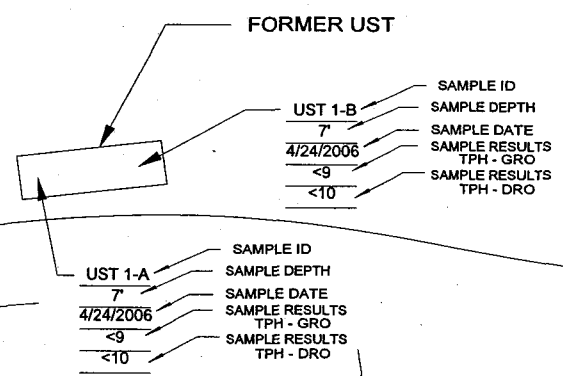 FORMER UST
UST 1-B
SAMPLE ID
7'
SAMPLE DEPTH
4/24/2006
SAMPLE DATE
<9
SAMPLE RESULTS
TPH - GRO
<10
SAMPLE RESULTS
TPH - DRO
UST 1-A
SAMPLE ID
7'
SAMPLE DEPTH
4/24/2006
SAMPLE DATE
<9
SAMPLE RESULTS
TPH - GRO
<10
SAMPLE RESULTS
TPH - DRO